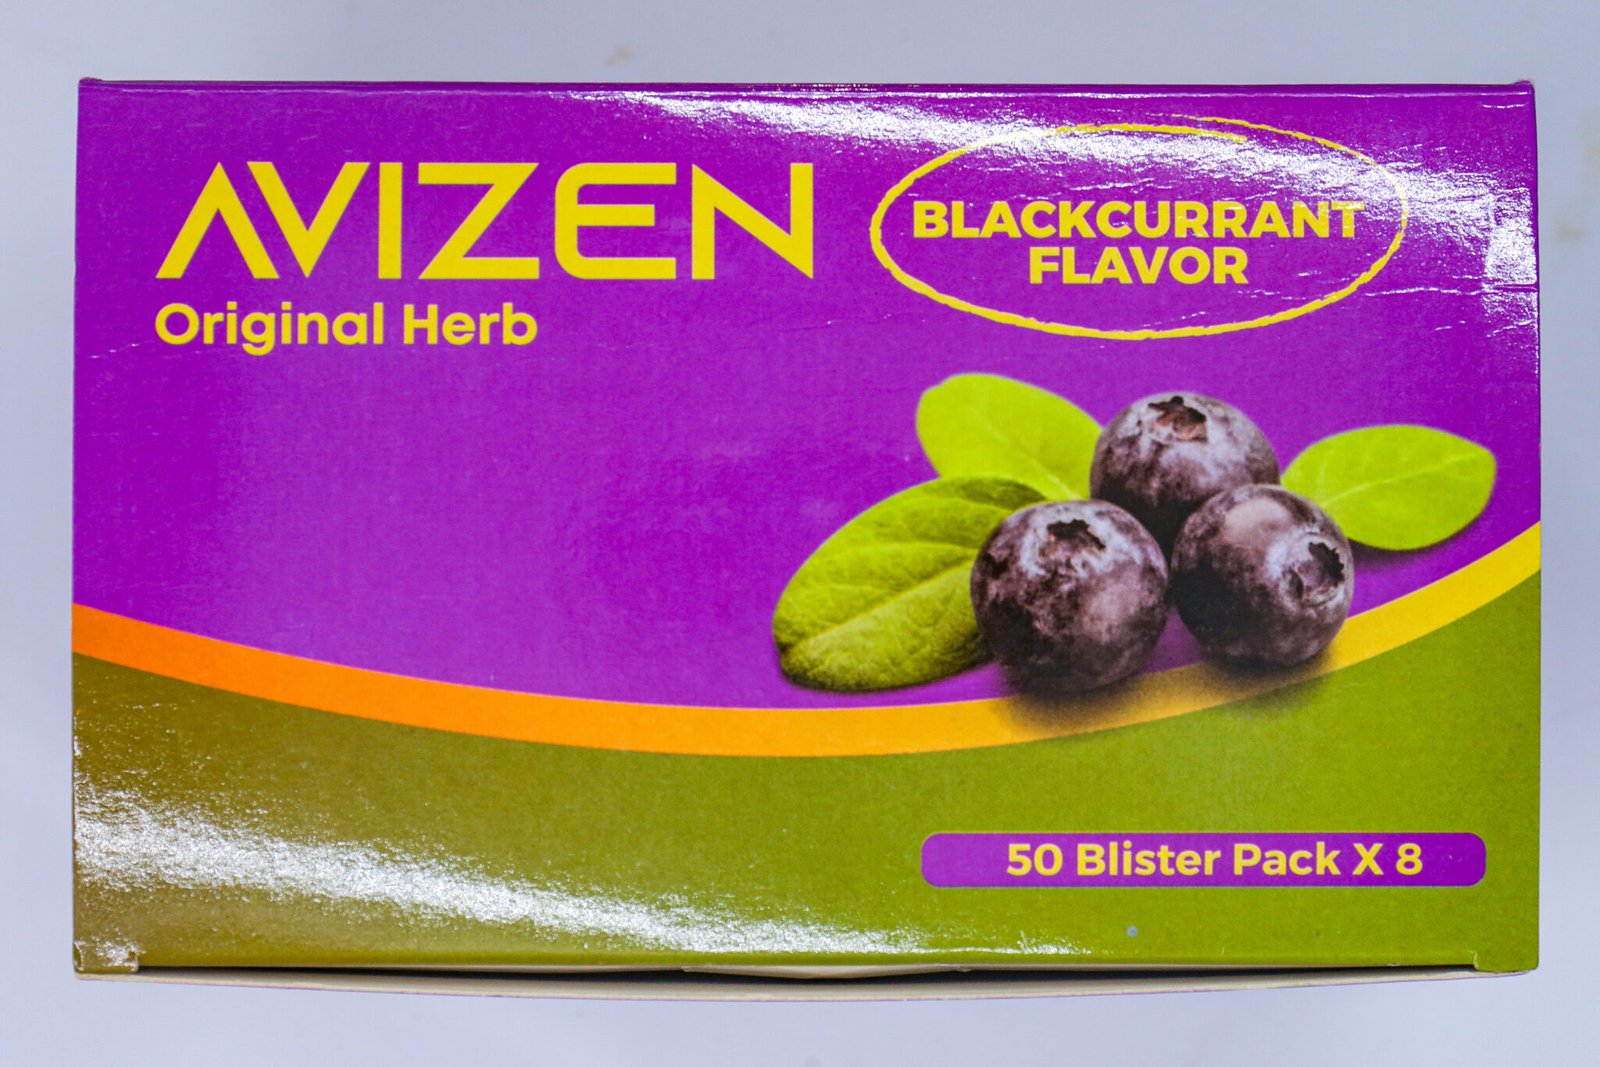 AVIZEN
Original Herb
BLACKCURRANT
FLAVOR
50 Blister Pack X 8